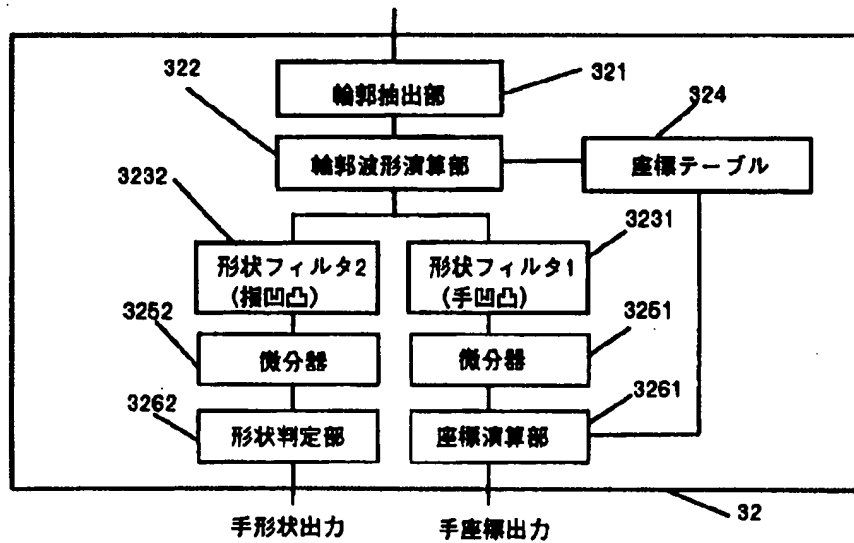 322
輪郭抽出部
321
324
輪郭波形演算部
座標テーブル
3232
3231
形状フィルタ2
(指凹凸)
形状フィルタ1
(手凹凸)
3252
3251
微分器
微分器
3262
3261
形状判定部
座標演算部
32
手形状出力
手座標出力